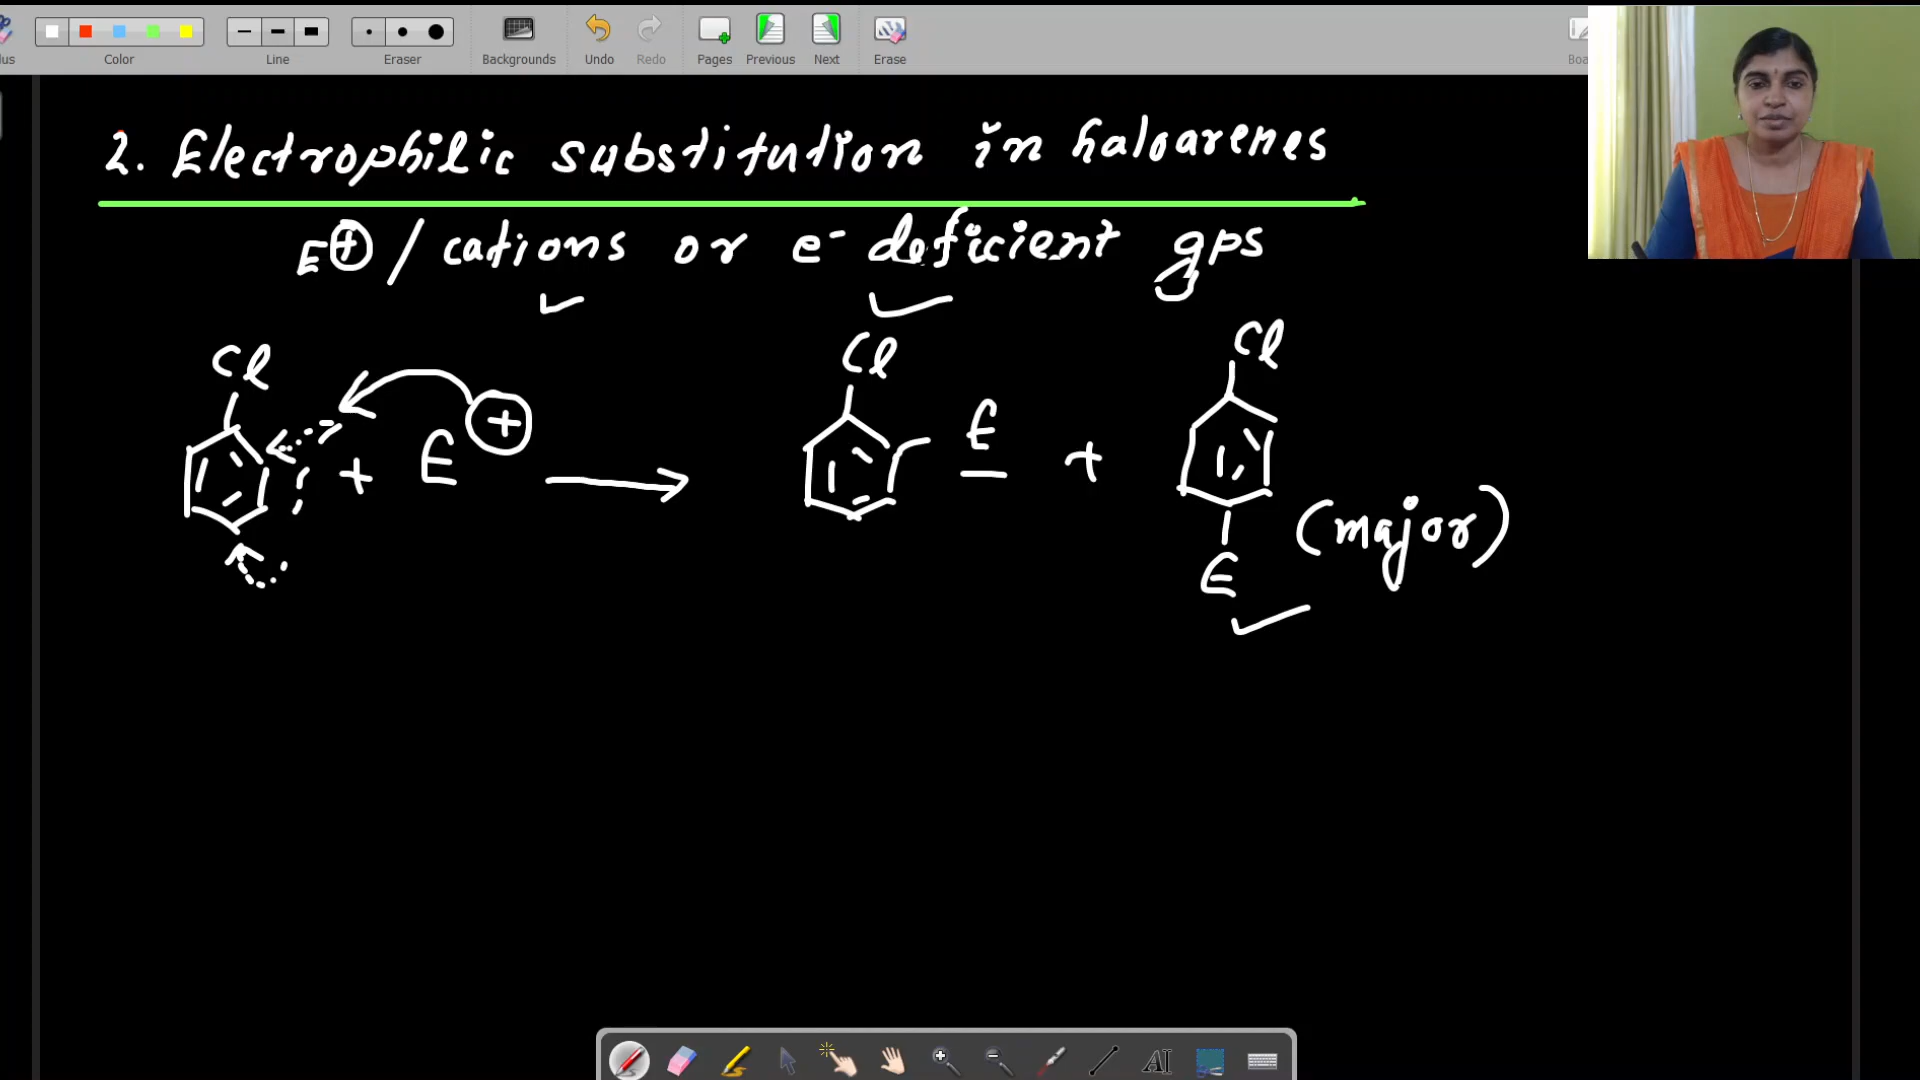 Color Line Eraser Backgrounds Undo Redo Pages Previous Next Erase
2. Electrophilic substitution in haloarenes
E⊕ / cations or e⁻ deficient gps
Cl Cl Cl
+ E ⊕ → E +
(major)
E
AI